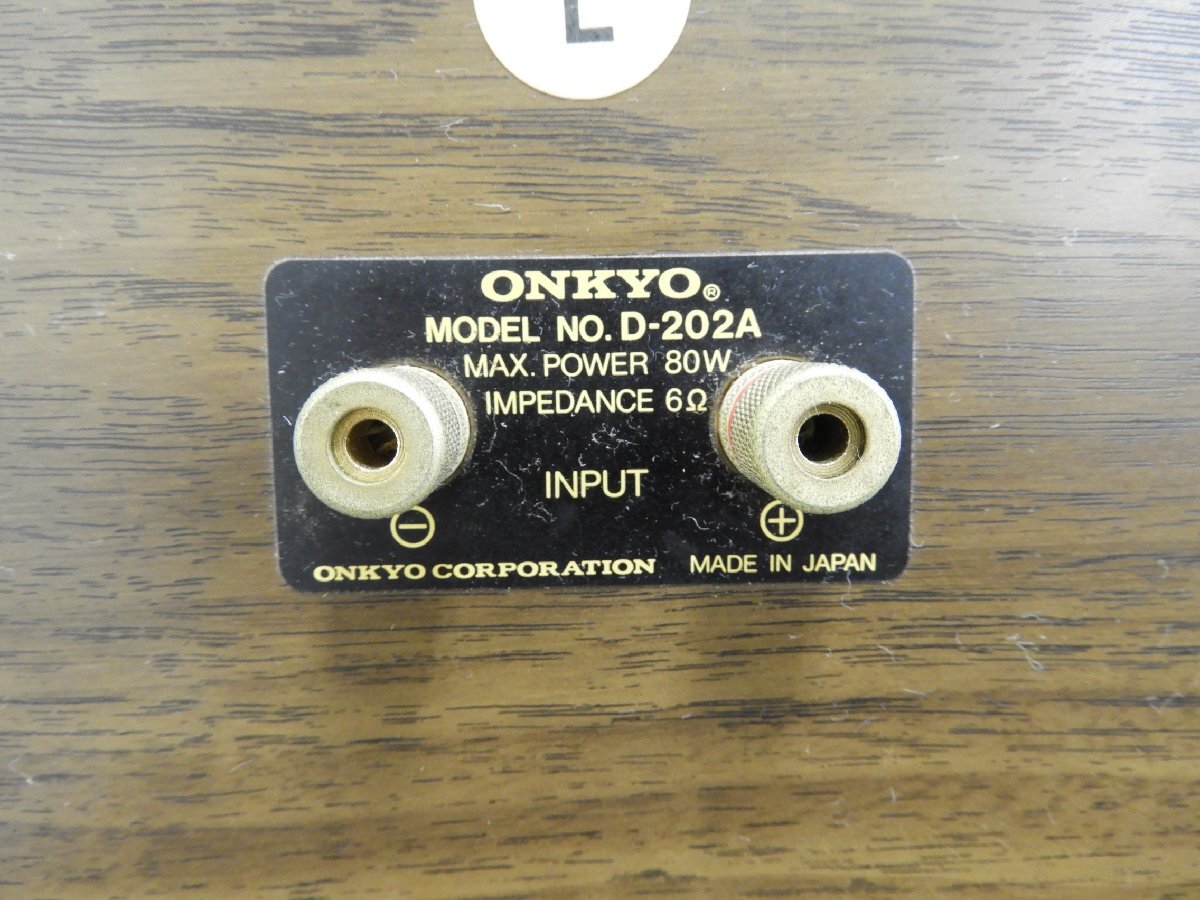 L
ONKYO®
MODEL NO. D-202A
MAX. POWER 80W
IMPEDANCE 6Ω
INPUT
⊖ ⊕
ONKYO CORPORATION MADE IN JAPAN